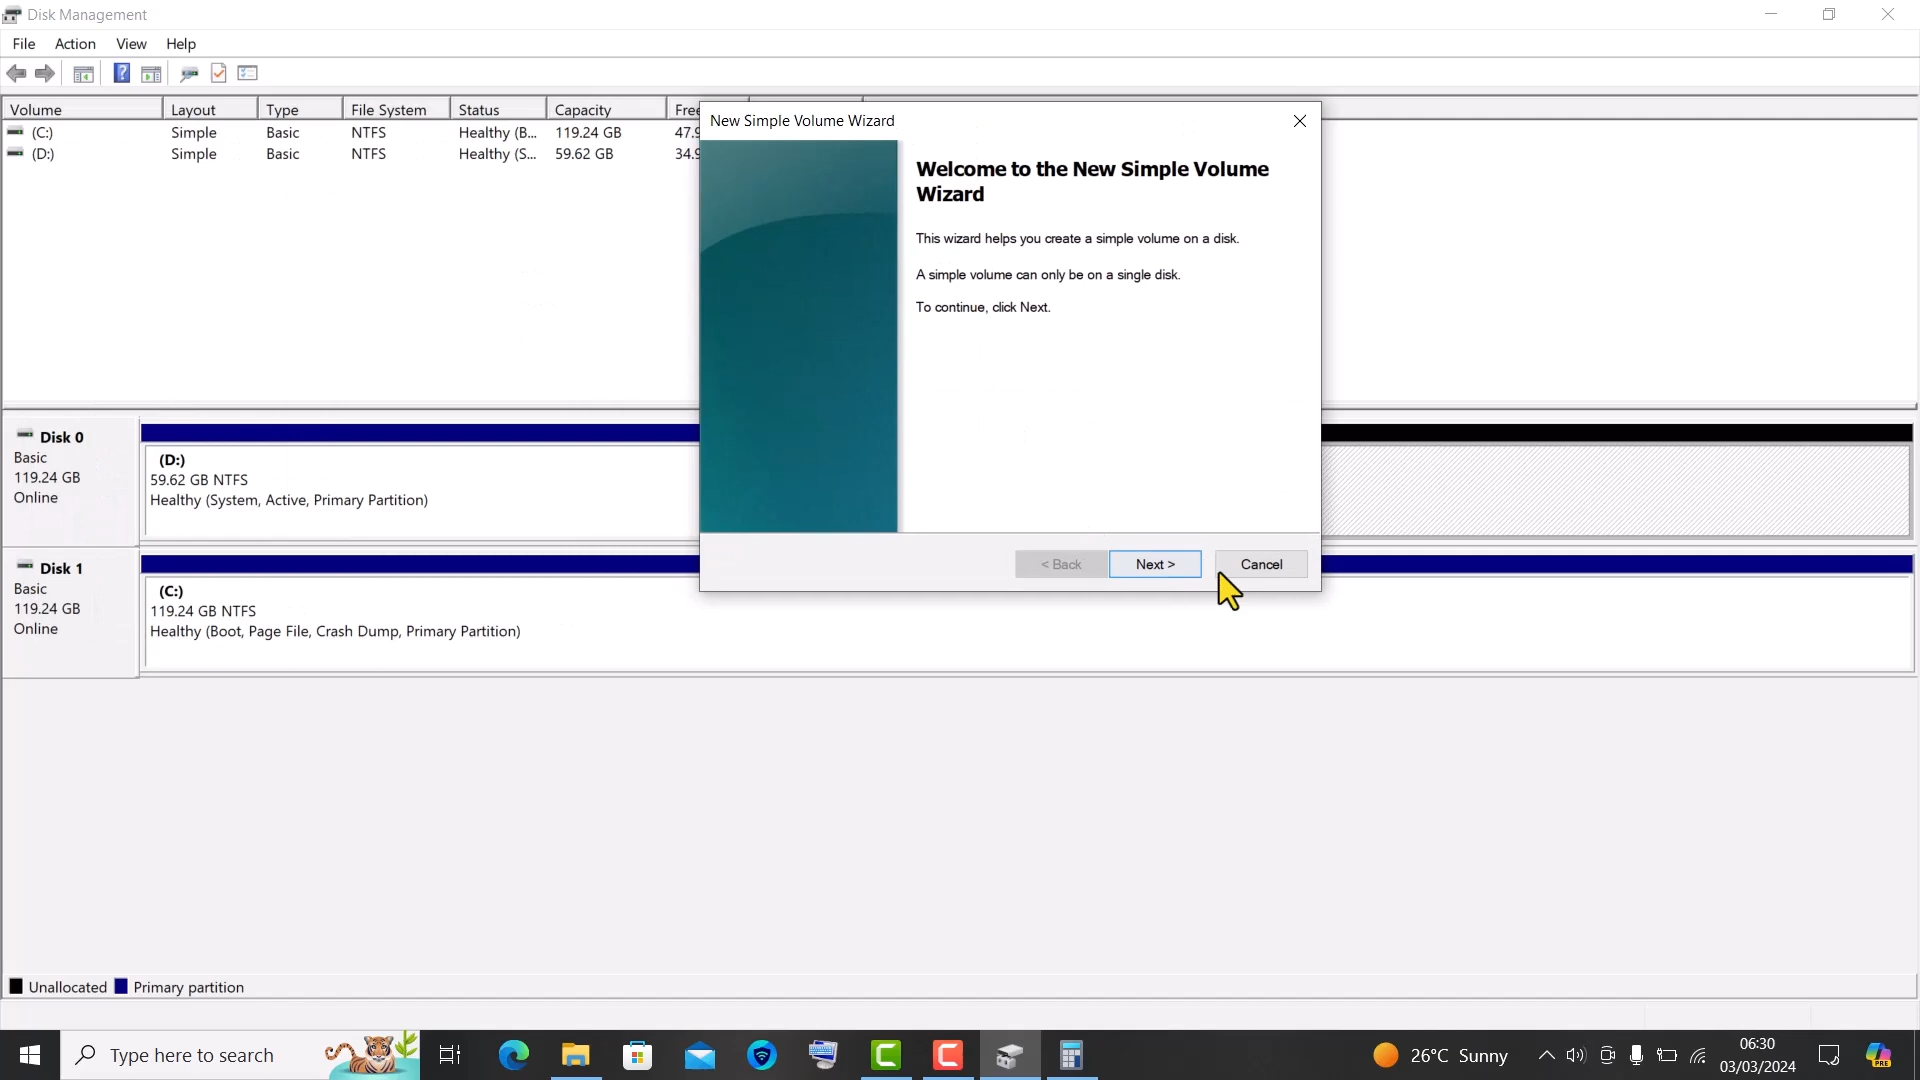 Disk Management
File Action View Help
Volume Layout Type File System Status Capacity
(C:) Simple Basic NTFS Healthy (B... 119.24 GB
(D:) Simple Basic NTFS Healthy (S... 59.62 GB
New Simple Volume Wizard
Welcome to the New Simple Volume
Wizard
This wizard helps you create a simple volume on a disk.
A simple volume can only be on a single disk.
To continue, click Next.
< Back Next > Cancel
Disk 0
Basic
119.24 GB
Online
(D:)
59.62 GB NTFS
Healthy (System, Active, Primary Partition)
Disk 1
Basic
119.24 GB
Online
(C:)
119.24 GB NTFS
Healthy (Boot, Page File, Crash Dump, Primary Partition)
Unallocated Primary partition
Type here to search
26°C Sunny
06:30
03/03/2024
PRE